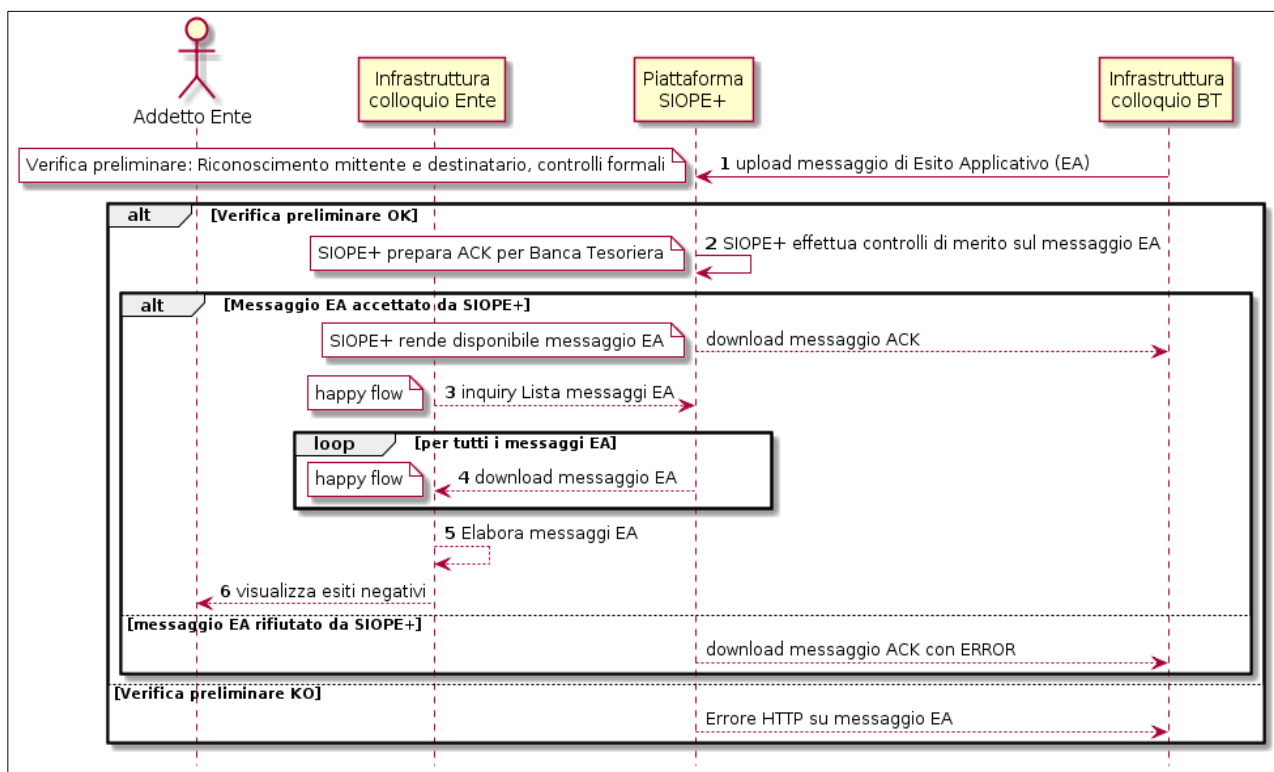 Addetto Ente
Infrastruttura
colloquio Ente
Piattaforma
SIOPE+
Infrastruttura
colloquio BT
Verifica preliminare: Riconoscimento mittente e destinatario, controlli formali
1 upload messaggio di Esito Applicativo (EA)
alt [Verifica preliminare OK]
SIOPE+ prepara ACK per Banca Tesoriera
2 SIOPE+ effettua controlli di merito sul messaggio EA
alt [Messaggio EA accettato da SIOPE+]
SIOPE+ rende disponibile messaggio EA
download messaggio ACK
happy flow
3 inquiry Lista messaggi EA
loop [per tutti i messaggi EA]
happy flow
4 download messaggio EA
5 Elabora messaggi EA
6 visualizza esiti negativi
[messaggio EA rifiutato da SIOPE+]
download messaggio ACK con ERROR
[Verifica preliminare KO]
Errore HTTP su messaggio EA